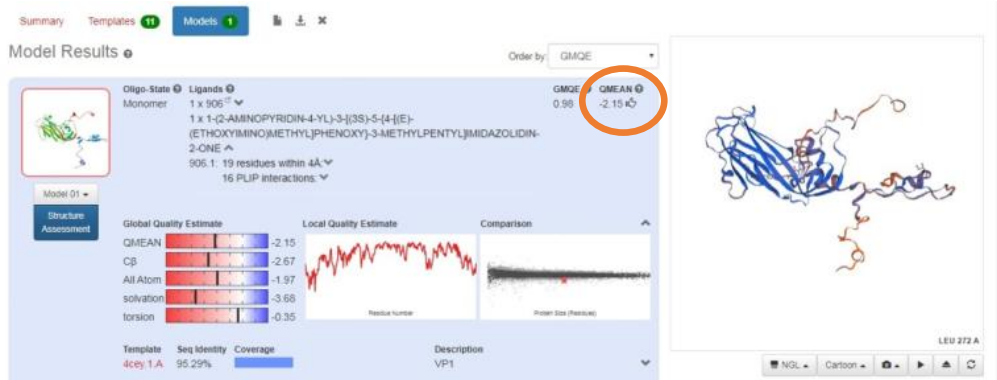 Summary Templates 11 Models 1
Model Results
Order by: GMQE
Oligo-State Ligands GMQE QMEAN
Monomer 1 x 906 0.98 -2.15
1 x 1-(2-AMINOPYRIDIN-4-YL)-3-[(3S)-5-{4-[(E)-
(ETHOXYIMINO)METHYL]PHENOXY}-3-METHYLPENTYL]IMIDAZOLIDIN-
2-ONE
906.1: 19 residues within 4Å:
16 PLIP interactions:
Model 01
Structure
Assessment
Global Quality Estimate Local Quality Estimate Comparison
QMEAN -2.15
Cβ -2.67
All Atom -1.97
solvation -3.68
torsion -0.35
Residue Number Protein Size (Residues)
Template Seq Identity Coverage Description
4cey.1.A 95.29% VP1
LEU 272 A
NGL Cartoon